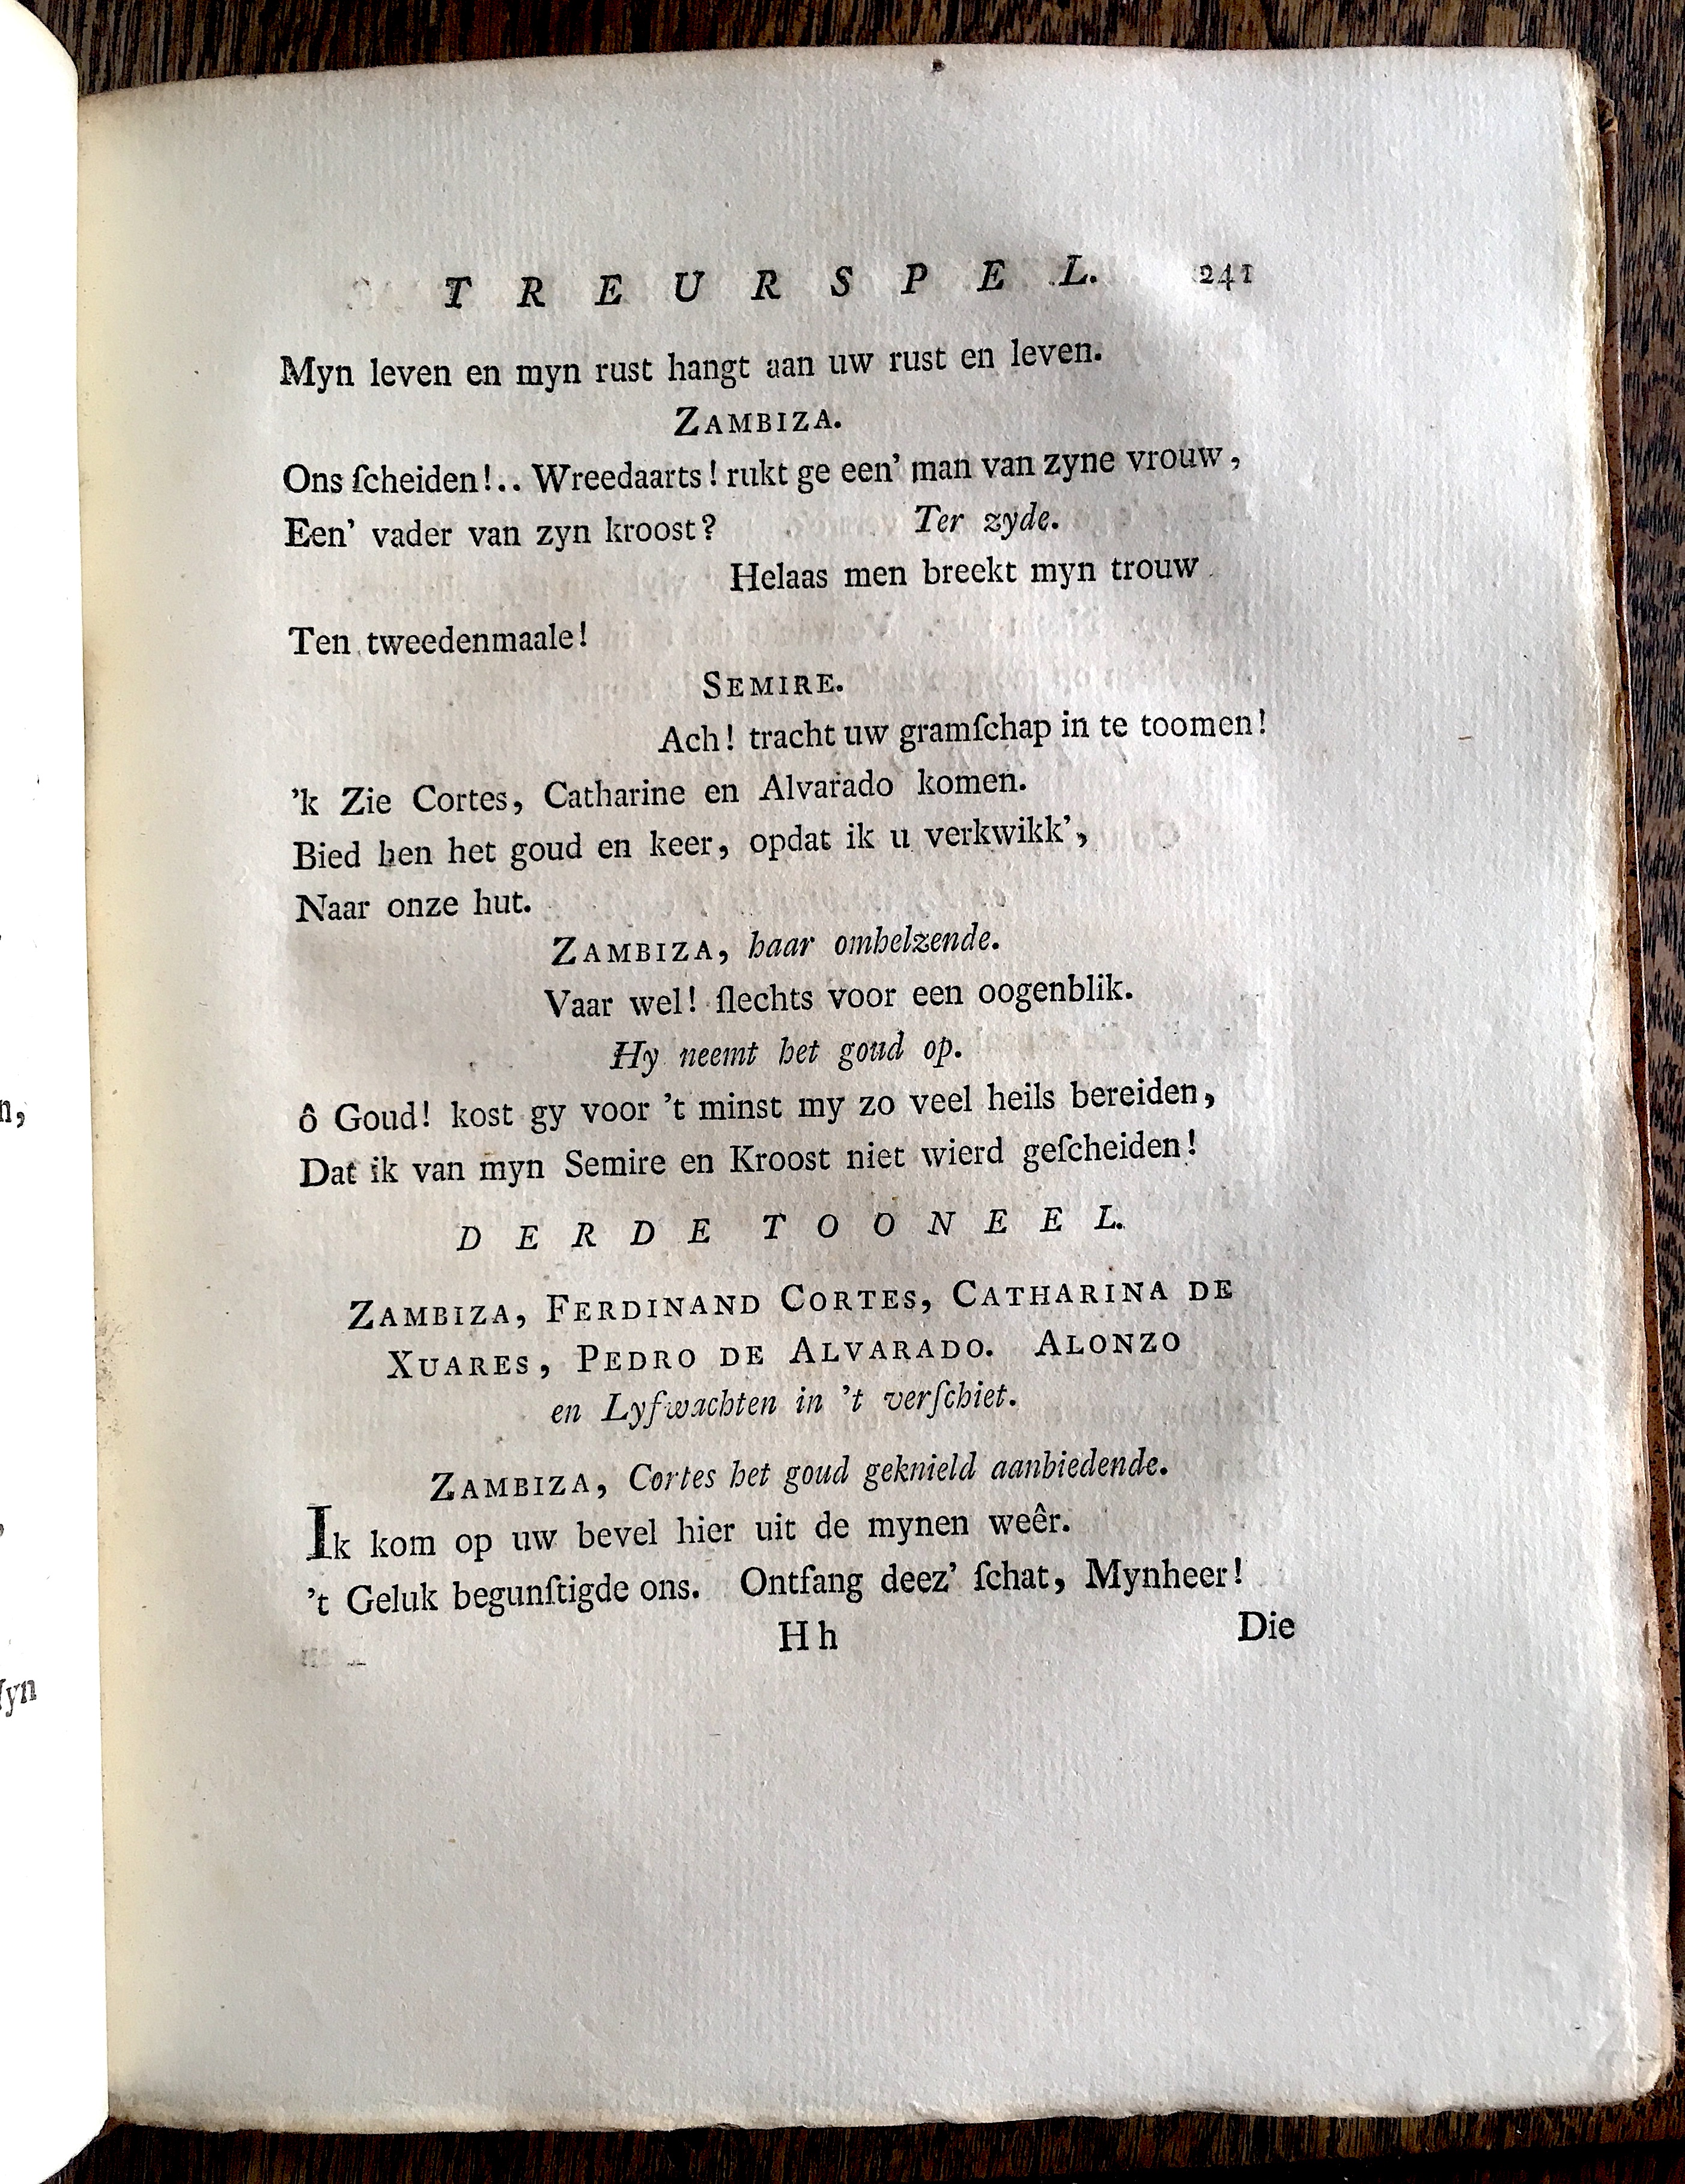 TREURSPEL. 241
Myn leven en myn rust hangt aan uw rust en leven.
ZAMBIZA.
Ons ſcheiden!.. Wreedaarts! rukt ge een’ man van zyne vrouw,
Een’ vader van zyn kroost? Ter zyde.
Helaas men breekt myn trouw
Ten tweedenmaale!
SEMIRE.
Ach! tracht uw gramſchap in te toomen!
’k Zie Cortes, Catharine en Alvarado komen.
Bied hen het goud en keer, opdat ik u verkwikk’,
Naar onze hut.
ZAMBIZA, haar omhelzende.
Vaar wel! ſlechts voor een oogenblik.
Hy neemt het goud op.
ô Goud! kost gy voor ’t minst my zo veel heils bereiden,
Dat ik van myn Semire en Kroost niet wierd geſcheiden!
DERDE TOONEEL.
ZAMBIZA, FERDINAND CORTES, CATHARINA DE
XUARES, PEDRO DE ALVARADO. ALONZO
en Lyfwachten in ’t verſchiet.
ZAMBIZA, Cortes het goud geknield aanbiedende.
Ik kom op uw bevel hier uit de mynen weêr.
’t Geluk begunſtigde ons. Ontfang deez’ ſchat, Mynheer!
Hh Die
n,